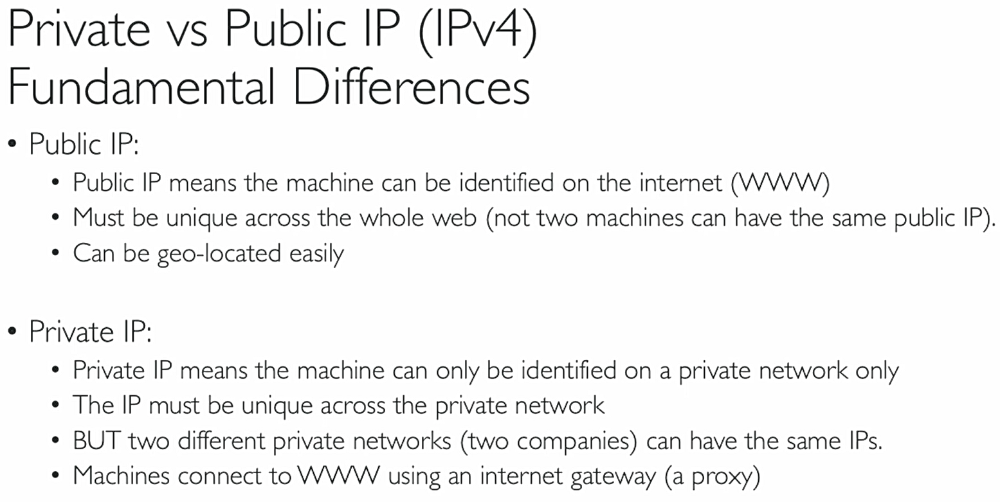 Private vs Public IP (IPv4)
Fundamental Differences
• Public IP:
• Public IP means the machine can be identified on the internet (WWW)
• Must be unique across the whole web (not two machines can have the same public IP).
• Can be geo-located easily
• Private IP:
• Private IP means the machine can only be identified on a private network only
• The IP must be unique across the private network
• BUT two different private networks (two companies) can have the same IPs.
• Machines connect to WWW using an internet gateway (a proxy)